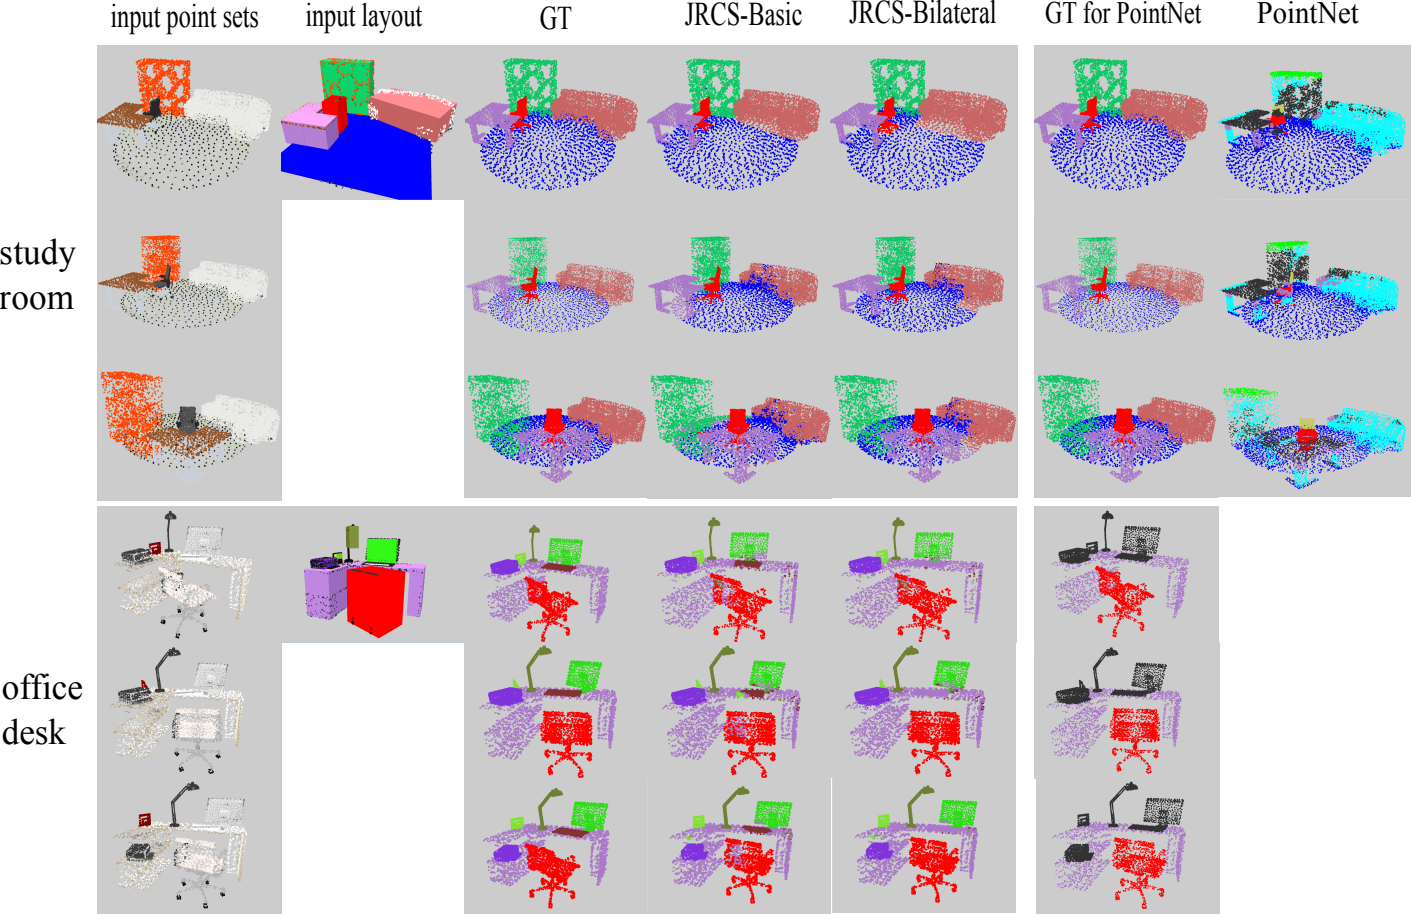 input point sets
input layout
GT
JRCS-Basic
JRCS-Bilateral
GT for PointNet
PointNet
study
room
office
desk